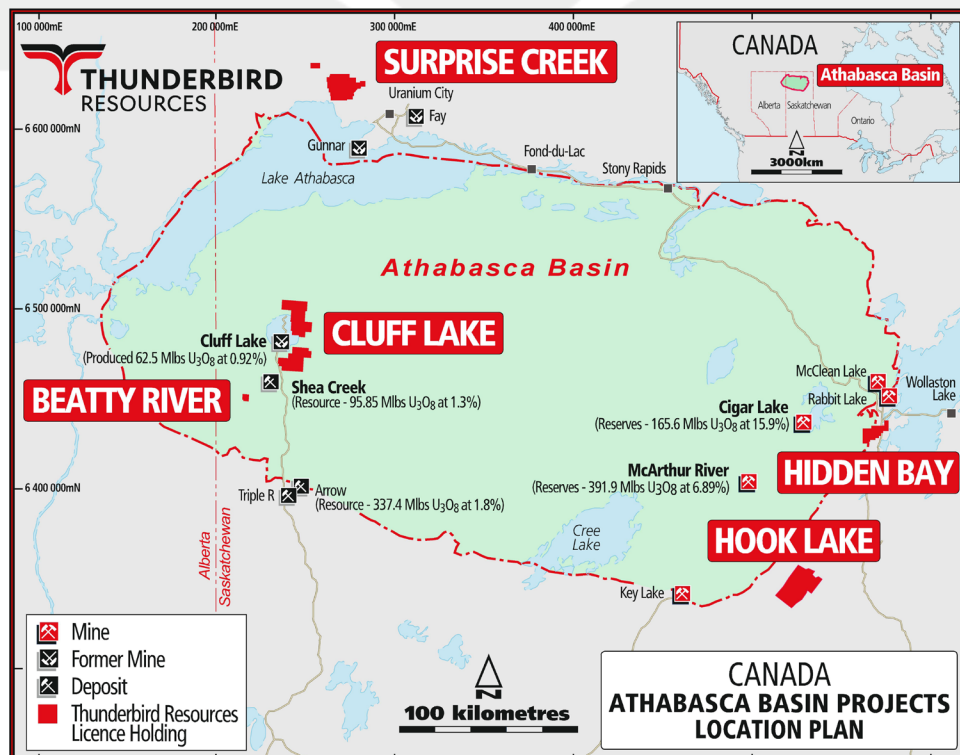 100 000mE
200 000mE
300 000mE
400 000mE
6 600 000mN
6 500 000mN
6 400 000mN
THUNDERBIRD
RESOURCES
SURPRISE CREEK
Uranium City
Fay
Gunnar
Lake Athabasca
Fond-du-Lac
Stony Rapids
CANADA
Athabasca Basin
Alberta
Saskatchewan
Ontario
N
3000km
Athabasca Basin
Cluff Lake
(Produced 62.5 Mlbs U₃O₈ at 0.92%)
CLUFF LAKE
BEATTY RIVER
Shea Creek
(Resource - 95.85 Mlbs U₃O₈ at 1.3%)
McClean Lake
Rabbit Lake
Wollaston
Lake
Cigar Lake
(Reserves - 165.6 Mlbs U₃O₈ at 15.9%)
HIDDEN BAY
McArthur River
(Reserves - 391.9 Mlbs U₃O₈ at 6.89%)
Triple R
Arrow
(Resource - 337.4 Mlbs U₃O₈ at 1.8%)
HOOK LAKE
Cree
Lake
Key Lake
Alberta
Saskatchewan
Mine
Former Mine
Deposit
Thunderbird Resources
Licence Holding
N
100 kilometres
CANADA
ATHABASCA BASIN PROJECTS
LOCATION PLAN